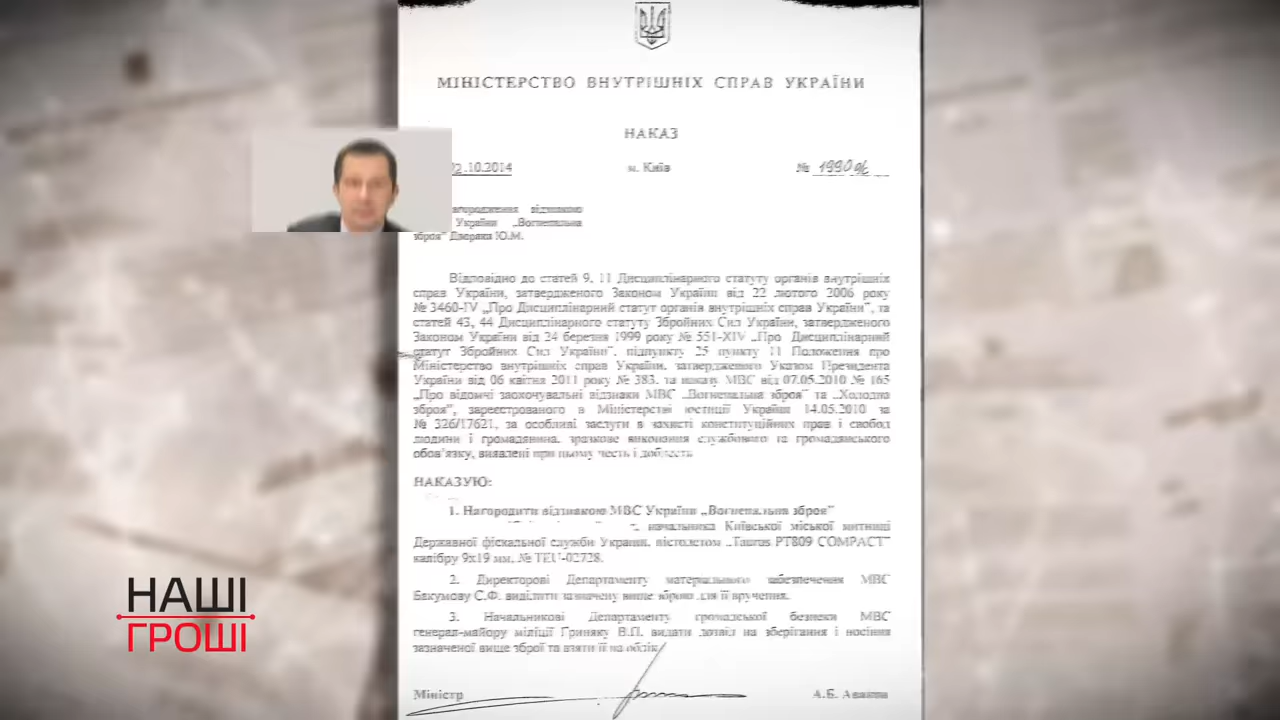 МІНІСТЕРСТВО ВНУТРІШНІХ СПРАВ УКРАЇНИ
НАКАЗ
.10.2014 м. Київ №
відзнакою
України „Вогнепальна
зброя" Дворака Ю.М.
Відповідно до статей 9, 11 Дисциплінарного статуту органів внутрішніх
справ України, затвердженого Законом України від 22 лютого 2006 року
№ 3460-IV „Про Дисциплінарний статут органів внутрішніх справ України", та
статей 43, 44 Дисциплінарного статуту Збройних Сил України, затвердженого
Законом України від 24 березня 1999 року № 551-XIV „Про Дисциплінарний
статут Збройних Сил України", підпункту 25 пункту 11 Положення про
Міністерство внутрішніх справ України, затвердженого Указом Президента
України від 06 квітня 2011 року № 383, та наказу МВС від 07.05.2010 № 165
„Про відомчі заохочувальні відзнаки МВС „Вогнепальна зброя" та „Холодна
зброя", зареєстрованого в Міністерстві юстиції України 14.05.2010 за
№ 326/17621, за особливі заслуги в захисті конституційних прав і свобод
людини і громадянина, зразкове виконання службового та громадянського
обов'язку, виявлені при цьому честь і доблесть
НАКАЗУЮ:
1. Нагородити відзнакою МВС України „Вогнепальна зброя"
начальника Київської міської митниці
Державної фіскальної служби України, пістолетом „Taurus PT809 COMPACT"
калібру 9х19 мм, № TEU-02728.
2. Директорові Департаменту матеріального забезпечення МВС
Бакумову С.Ф. виділити зазначену вище зброю для її вручення.
3. Начальникові Департаменту громадської безпеки МВС
генерал-майору міліції Гриняку В.П. видати дозвіл на зберігання і носіння
зазначеної вище зброї та взяти її на облік.
Міністр А.Б. Аваков
НАШІ
ГРОШІ